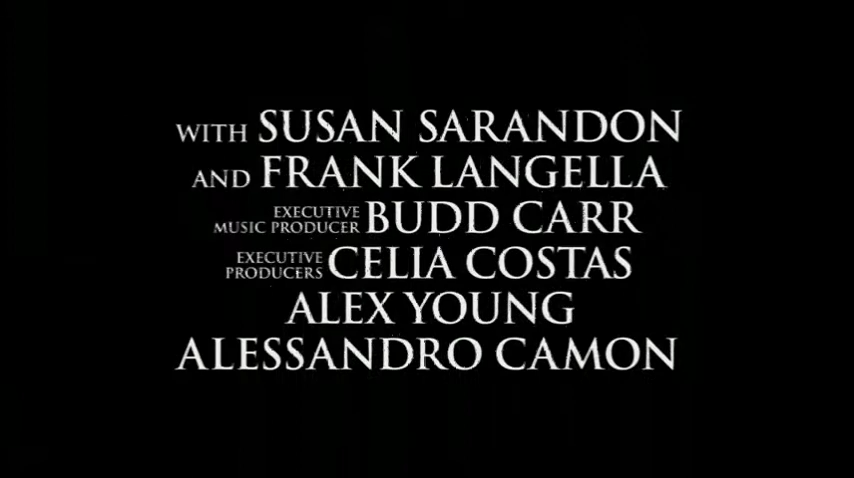 WITH SUSAN SARANDON
AND FRANK LANGELLA
EXECUTIVE MUSIC PRODUCER BUDD CARR
EXECUTIVE PRODUCERS CELIA COSTAS
ALEX YOUNG
ALESSANDRO CAMON